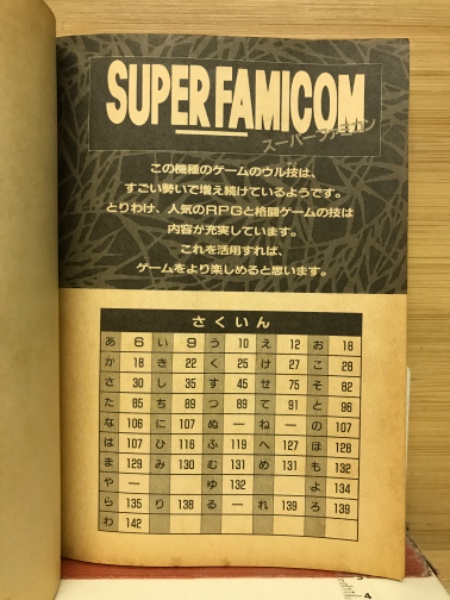 SUPER FAMICOM
スーパーファミコン
この機種のゲームのウル技は、
すごい勢いで増え続けているようです。
とりわけ、人気のRPGと格闘ゲームの技は
内容が充実しています。
これを活用すれば、
ゲームをより楽しめると思います。
さくいん
あ 6 い 9 う 10 え 12 お 18
か 18 き 22 く 25 け 27 こ 28
さ 30 し 35 す 45 せ 75 そ 82
た 85 ち 89 つ 89 て 91 と 96
な 106 に 107 ぬ — ね — の 107
は 107 ひ 116 ふ 119 へ 127 ほ 128
ま 129 み 130 む 131 め 131 も 132
や — ゆ 132 よ 134
ら 135 り 138 る — れ 139 ろ 139
わ 142